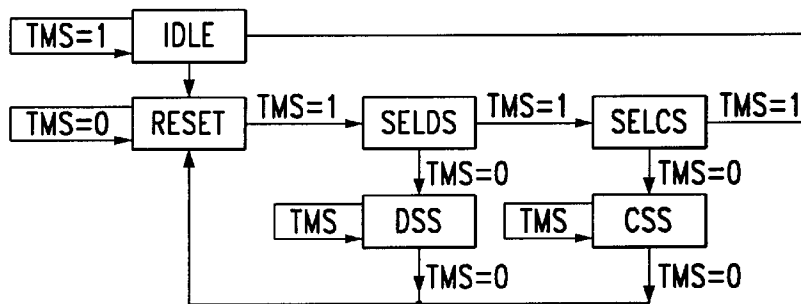 TMS=1 IDLE
TMS=0 RESET TMS=1 SELDS TMS=1 SELCS TMS=1
TMS=0 TMS=0
TMS DSS TMS CSS
TMS=0 TMS=0